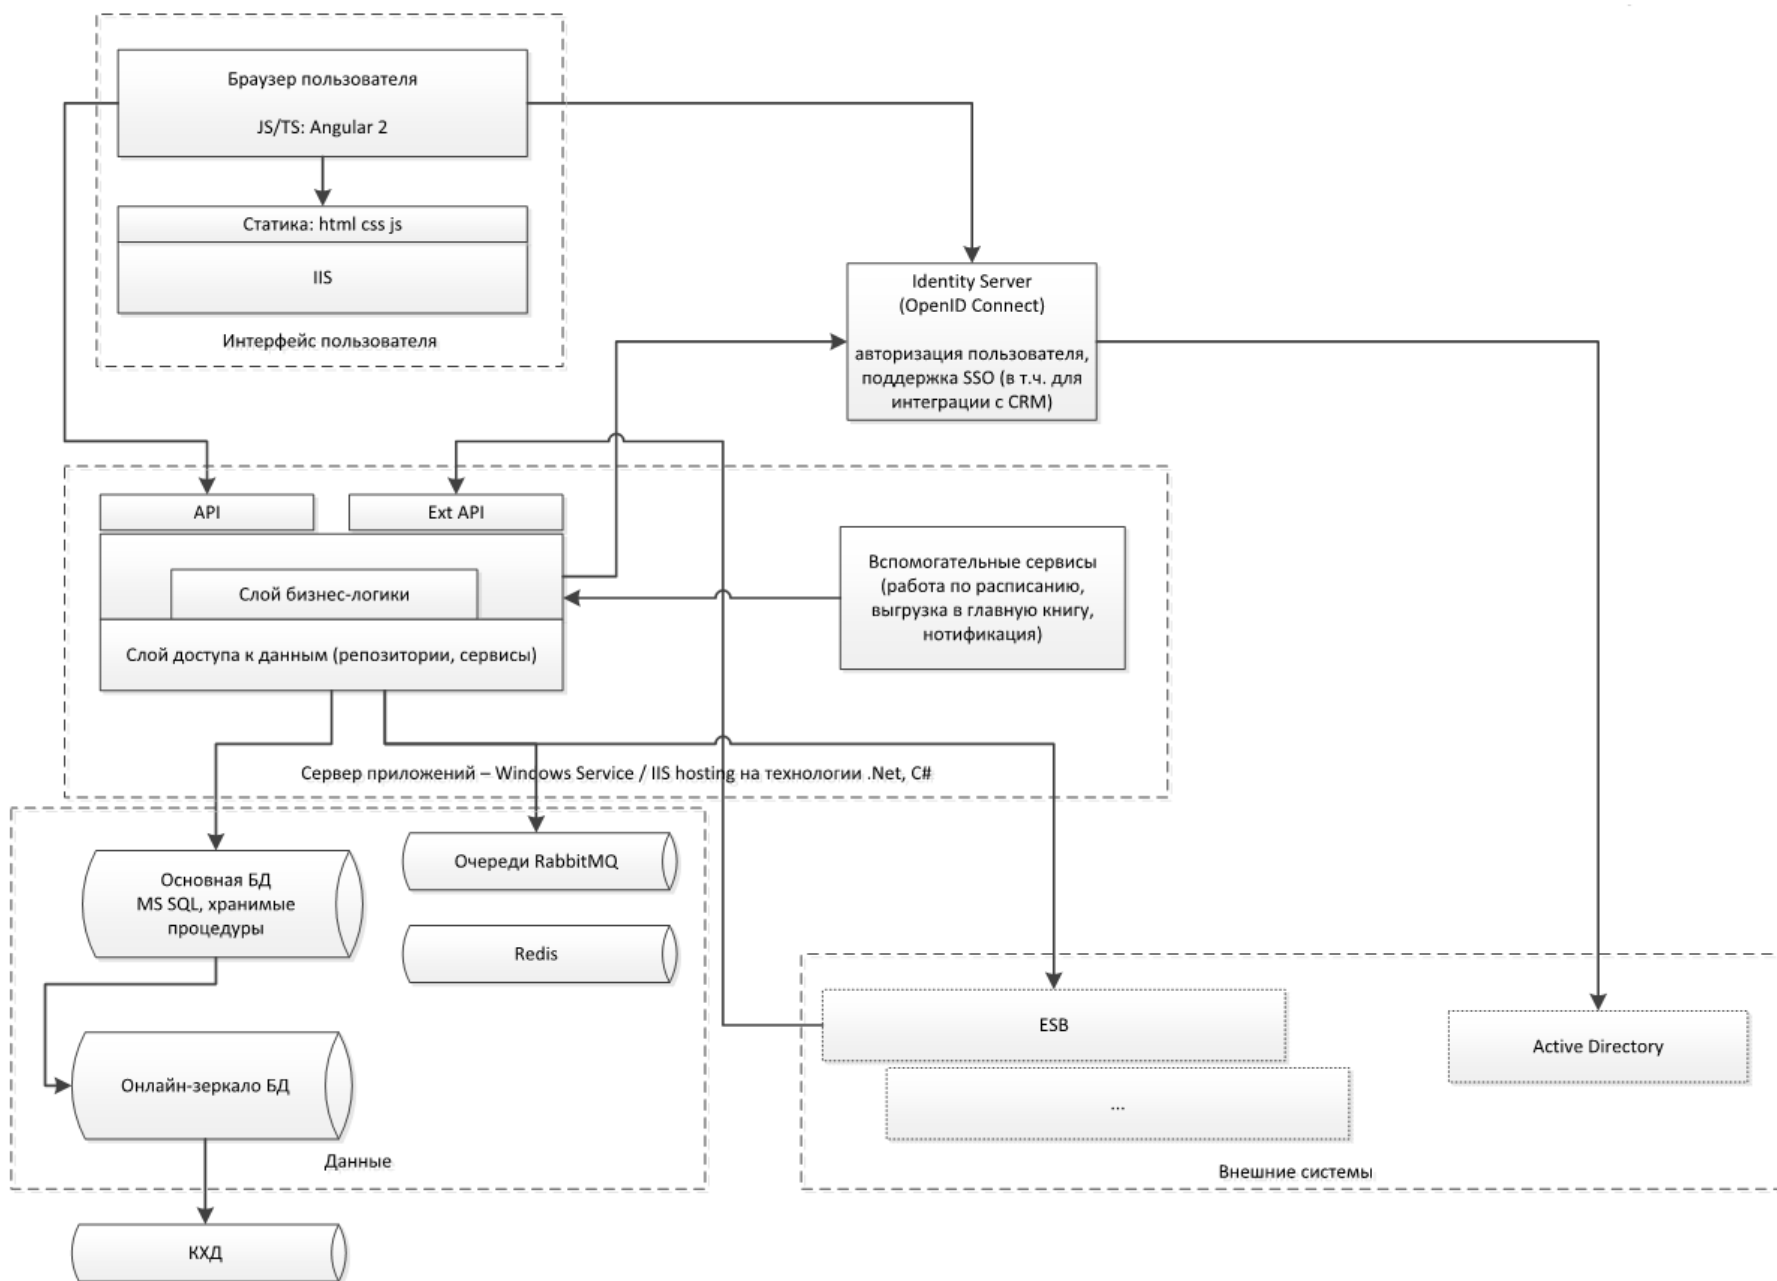 Браузер пользователя
JS/TS: Angular 2
Статика: html css js
IIS
Интерфейс пользователя
Identity Server
(OpenID Connect)
авторизация пользователя,
поддержка SSO (в т.ч. для
интеграции с CRM)
API
Ext API
Слой бизнес-логики
Слой доступа к данным (репозитории, сервисы)
Вспомогательные сервисы
(работа по расписанию,
выгрузка в главную книгу,
нотификация)
Сервер приложений – Windows Service / IIS hosting на технологии .Net, C#
Основная БД
MS SQL, хранимые
процедуры
Очереди RabbitMQ
Redis
Онлайн-зеркало БД
Данные
КХД
ESB
...
Active Directory
Внешние системы